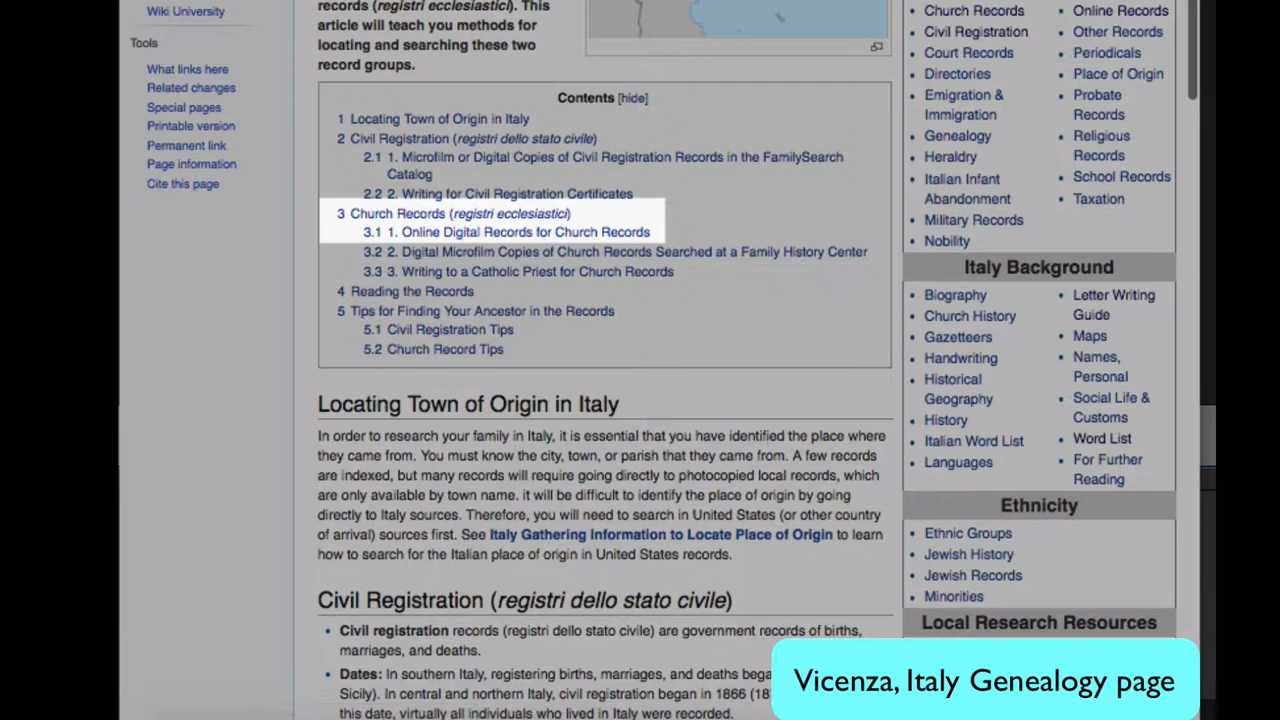 Wiki University
Tools
What links here
Related changes
Special pages
Printable version
Permanent link
Page information
Cite this page
records (registri ecclesiastici). This
article will teach you methods for
locating and searching these two
record groups.
Contents [hide]
1 Locating Town of Origin in Italy
2 Civil Registration (registri dello stato civile)
2.1 1. Microfilm or Digital Copies of Civil Registration Records in the FamilySearch
Catalog
2.2 2. Writing for Civil Registration Certificates
3 Church Records (registri ecclesiastici)
3.1 1. Online Digital Records for Church Records
3.2 2. Digital Microfilm Copies of Church Records Searched at a Family History Center
3.3 3. Writing to a Catholic Priest for Church Records
4 Reading the Records
5 Tips for Finding Your Ancestor in the Records
5.1 Civil Registration Tips
5.2 Church Record Tips
Locating Town of Origin in Italy
In order to research your family in Italy, it is essential that you have identified the place where
they came from. You must know the city, town, or parish that they came from. A few records
are indexed, but many records will require going directly to photocopied local records, which
are only available by town name. it will be difficult to identify the place of origin by going
directly to Italy sources. Therefore, you will need to search in United States (or other country
of arrival) sources first. See Italy Gathering Information to Locate Place of Origin to learn
how to search for the Italian place of origin in United States records.
Civil Registration (registri dello stato civile)
• Civil registration records (registri dello stato civile) are government records of births,
marriages, and deaths.
• Dates: In southern Italy, registering births, marriages, and deaths bega
Sicily). In central and northern Italy, civil registration began in 1866 (18
this date, virtually all individuals who lived in Italy were recorded.
• Church Records
• Civil Registration
• Court Records
• Directories
• Emigration &
Immigration
• Genealogy
• Heraldry
• Italian Infant
Abandonment
• Military Records
• Nobility
• Online Records
• Other Records
• Periodicals
• Place of Origin
• Probate
Records
• Religious
Records
• School Records
• Taxation
Italy Background
• Biography
• Church History
• Gazetteers
• Handwriting
• Historical
Geography
• History
• Italian Word List
• Languages
• Letter Writing
Guide
• Maps
• Names,
Personal
• Social Life &
Customs
• Word List
• For Further
Reading
Ethnicity
• Ethnic Groups
• Jewish History
• Jewish Records
• Minorities
Local Research Resources
Vicenza, Italy Genealogy page